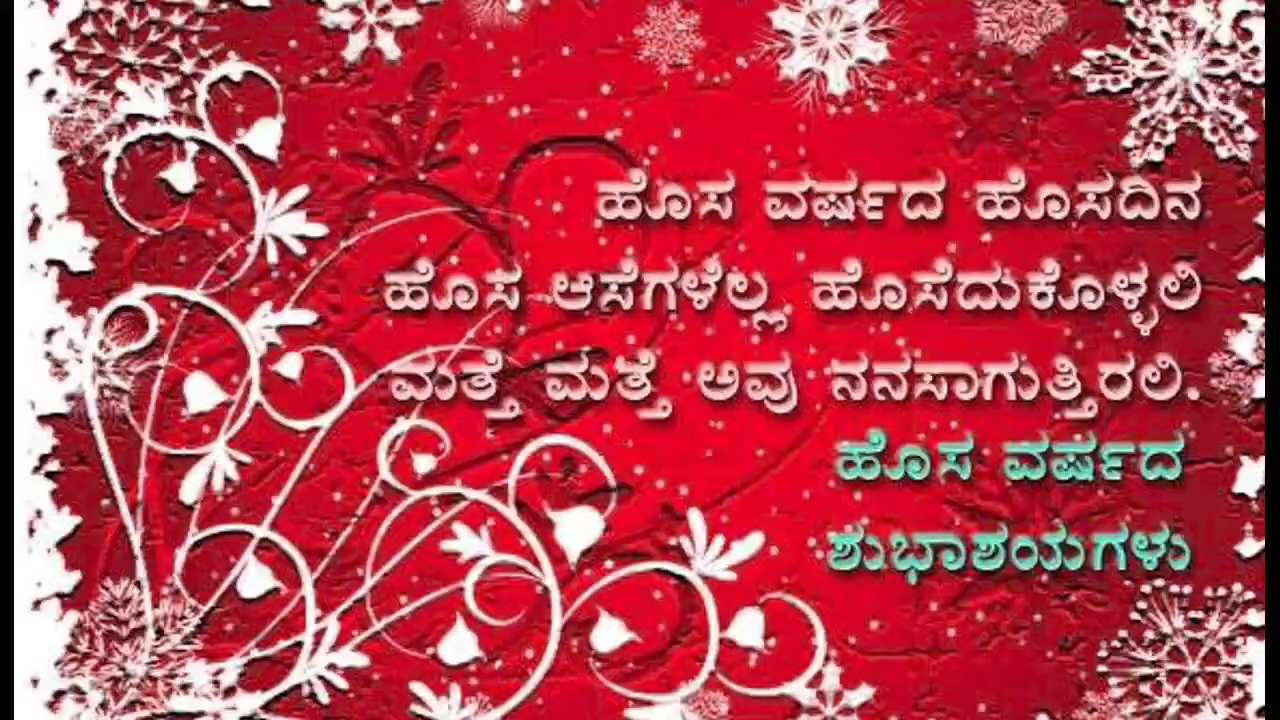 ಹೊಸ ವರ್ಷದ ಹೊಸದಿನ
ಹೊಸ ಆಸೆಗಳೆಲ್ಲ ಹೊಸೆದುಕೊಳ್ಳಲಿ
ಮತ್ತೆ ಮತ್ತೆ ಅವು ನನಸಾಗುತ್ತಿರಲಿ.
ಹೊಸ ವರ್ಷದ
ಶುಭಾಶಯಗಳು